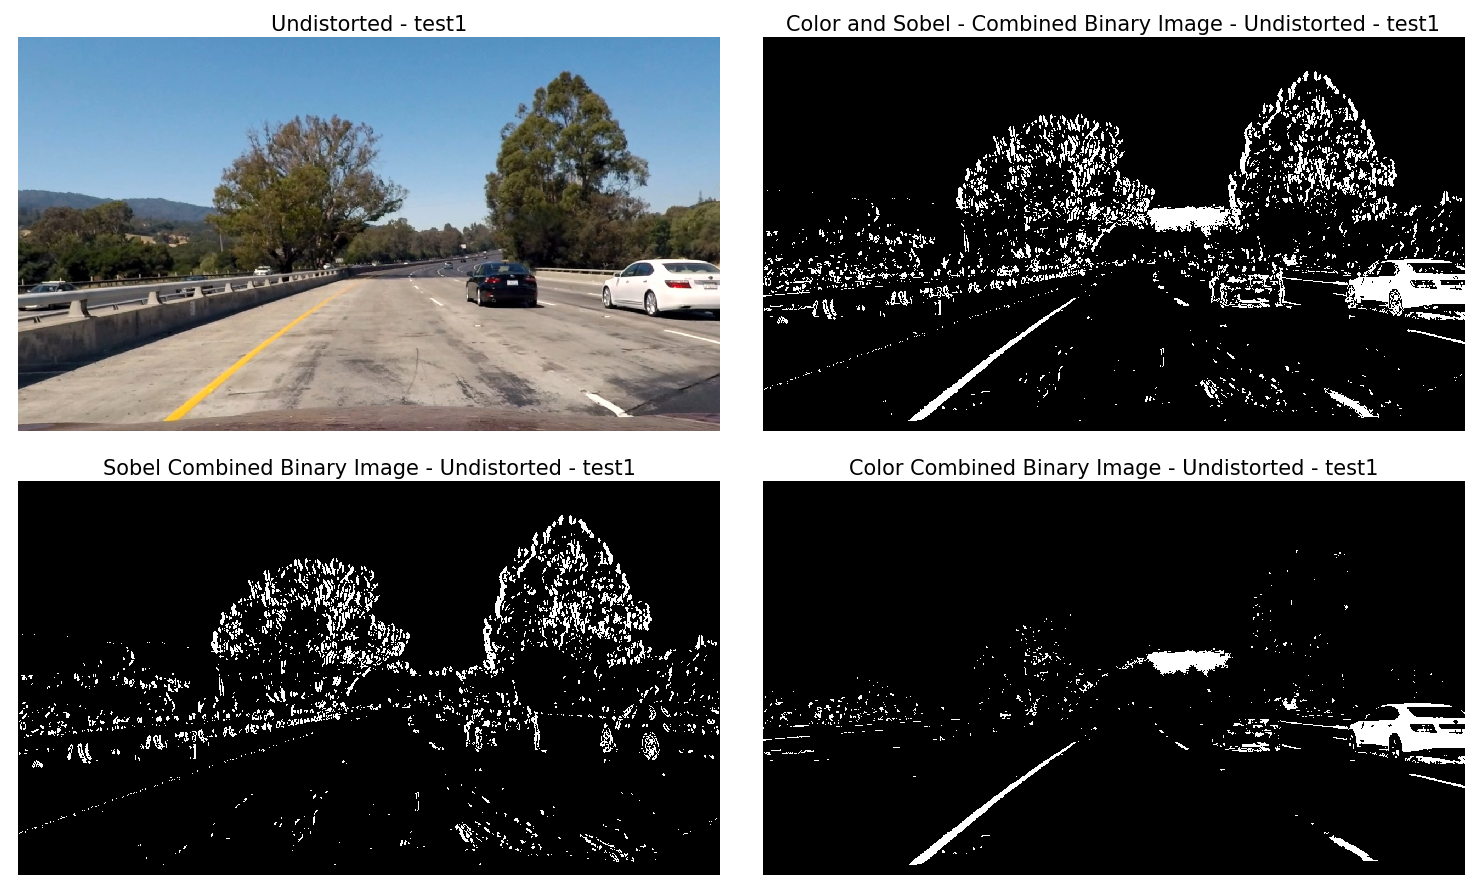 Undistorted - test1
Color and Sobel - Combined Binary Image - Undistorted - test1
Sobel Combined Binary Image - Undistorted - test1
Color Combined Binary Image - Undistorted - test1